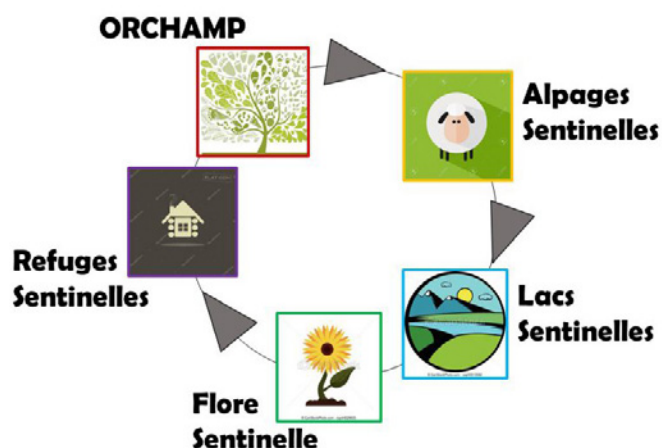 ORCHAMP
Alpages
Sentinelles
Lacs
Sentinelles
Flore
Sentinelle
Refuges
Sentinelles